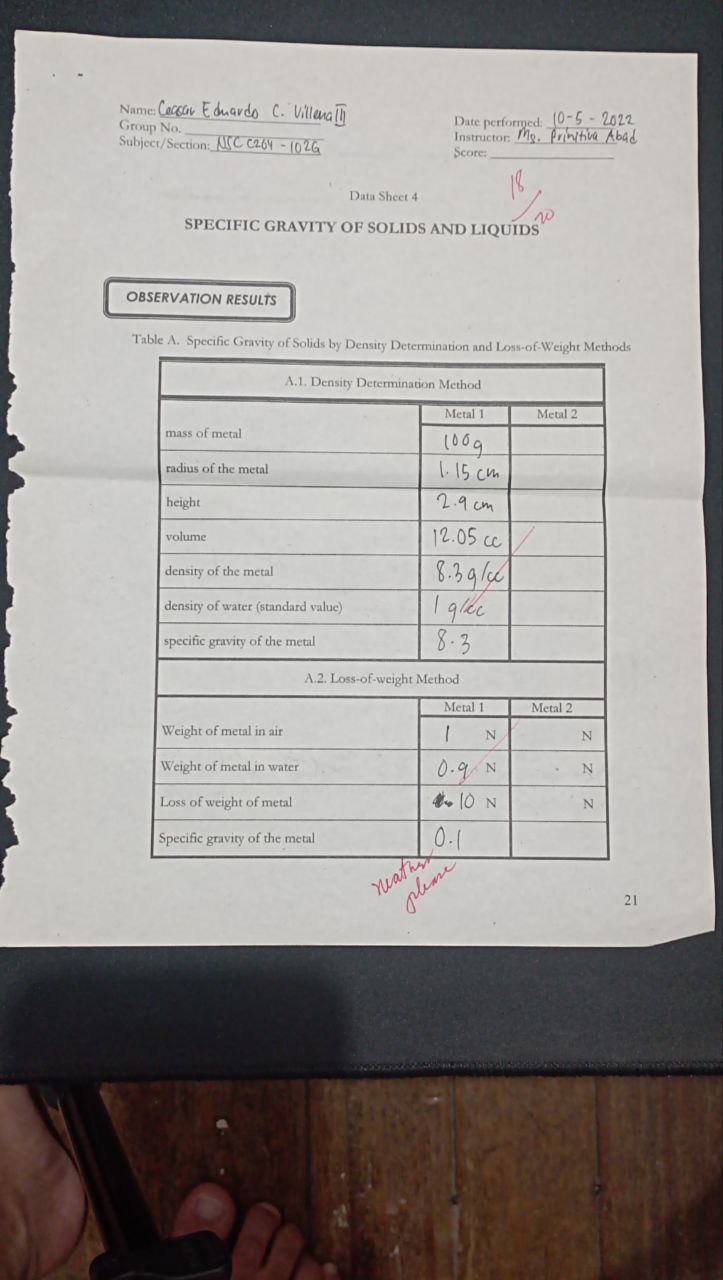 Name: Caesar Eduardo C. Villena III
Date performed: 10-5-2022
Group No.
Instructor: Ms. Primitiva Abad
Subject/Section: NSC C264 - 102G
Score:
18/20
Data Sheet 4
SPECIFIC GRAVITY OF SOLIDS AND LIQUIDS
OBSERVATION RESULTS
Table A. Specific Gravity of Solids by Density Determination and Loss-of-Weight Methods
A.1. Density Determination Method
Metal 1 Metal 2
mass of metal 100g
radius of the metal 1.15 cm
height 2.9 cm
volume 12.05 cc
density of the metal 8.3 g/cc
density of water (standard value) 1 g/cc
specific gravity of the metal 8.3
A.2. Loss-of-weight Method
Metal 1 Metal 2
Weight of metal in air 1 N N
Weight of metal in water 0.9 N N
Loss of weight of metal 10 N N
Specific gravity of the metal 0.1
please
21